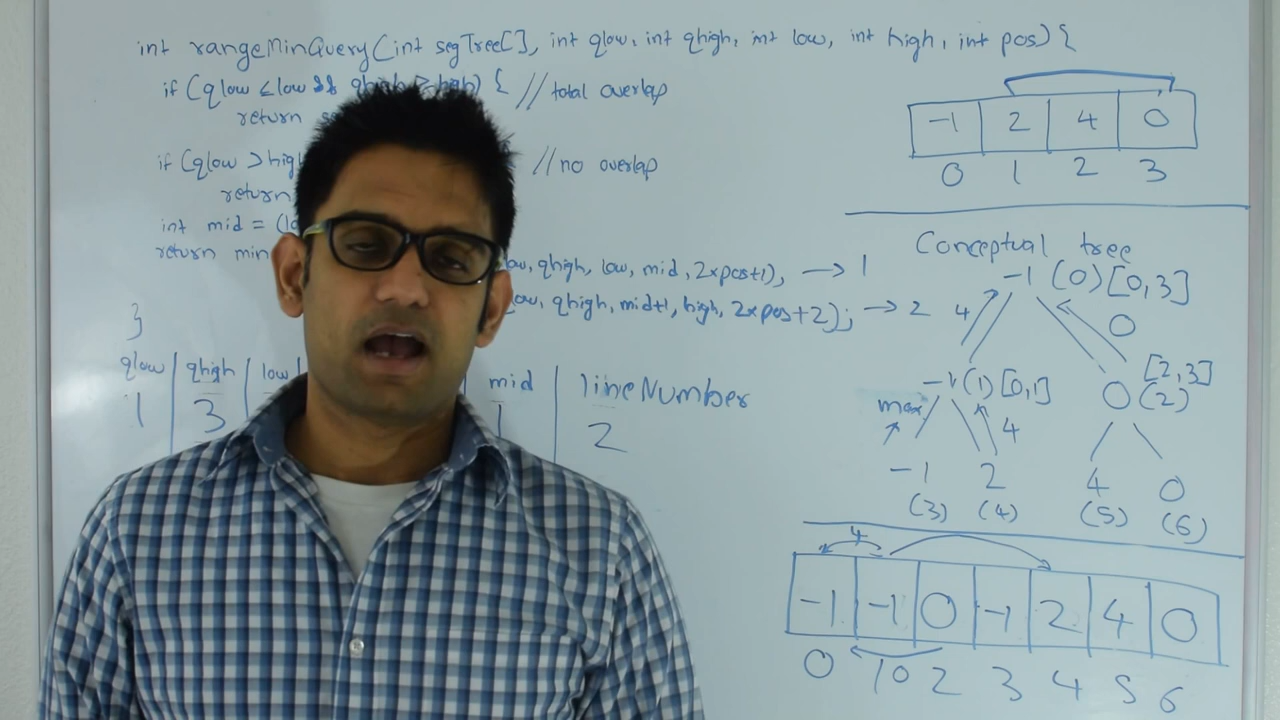 int rangeMinQuery(int segTree[], int qlow, int qhigh, int low, int high, int pos) {
if (qlow ≤ low && qhigh ≥ high) { // total overlap
return
if (qlow > high // no overlap
return
int mid =
return min
low, qhigh, low, mid, 2×pos+1), → 1
low, qhigh, mid+1, high, 2×pos+2); → 2
}
qlow | qhigh | low | mid | lineNumber
1 | 3 | 1 | 2
-1 2 4 0
0 1 2 3
Conceptual tree
-1 (0) [0,3]
4 0
-1 (1) [0,1] 0 (2) [2,3]
max 4
-1 2 4 0
(3) (4) (5) (6)
4
-1 -1 0 -1 2 4 0
0 1 0 2 3 4 5 6